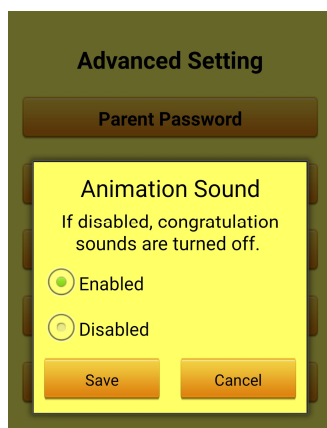 Advanced Setting
Parent Password
Animation Sound
If disabled, congratulation
sounds are turned off.
Enabled
Disabled
Save
Cancel